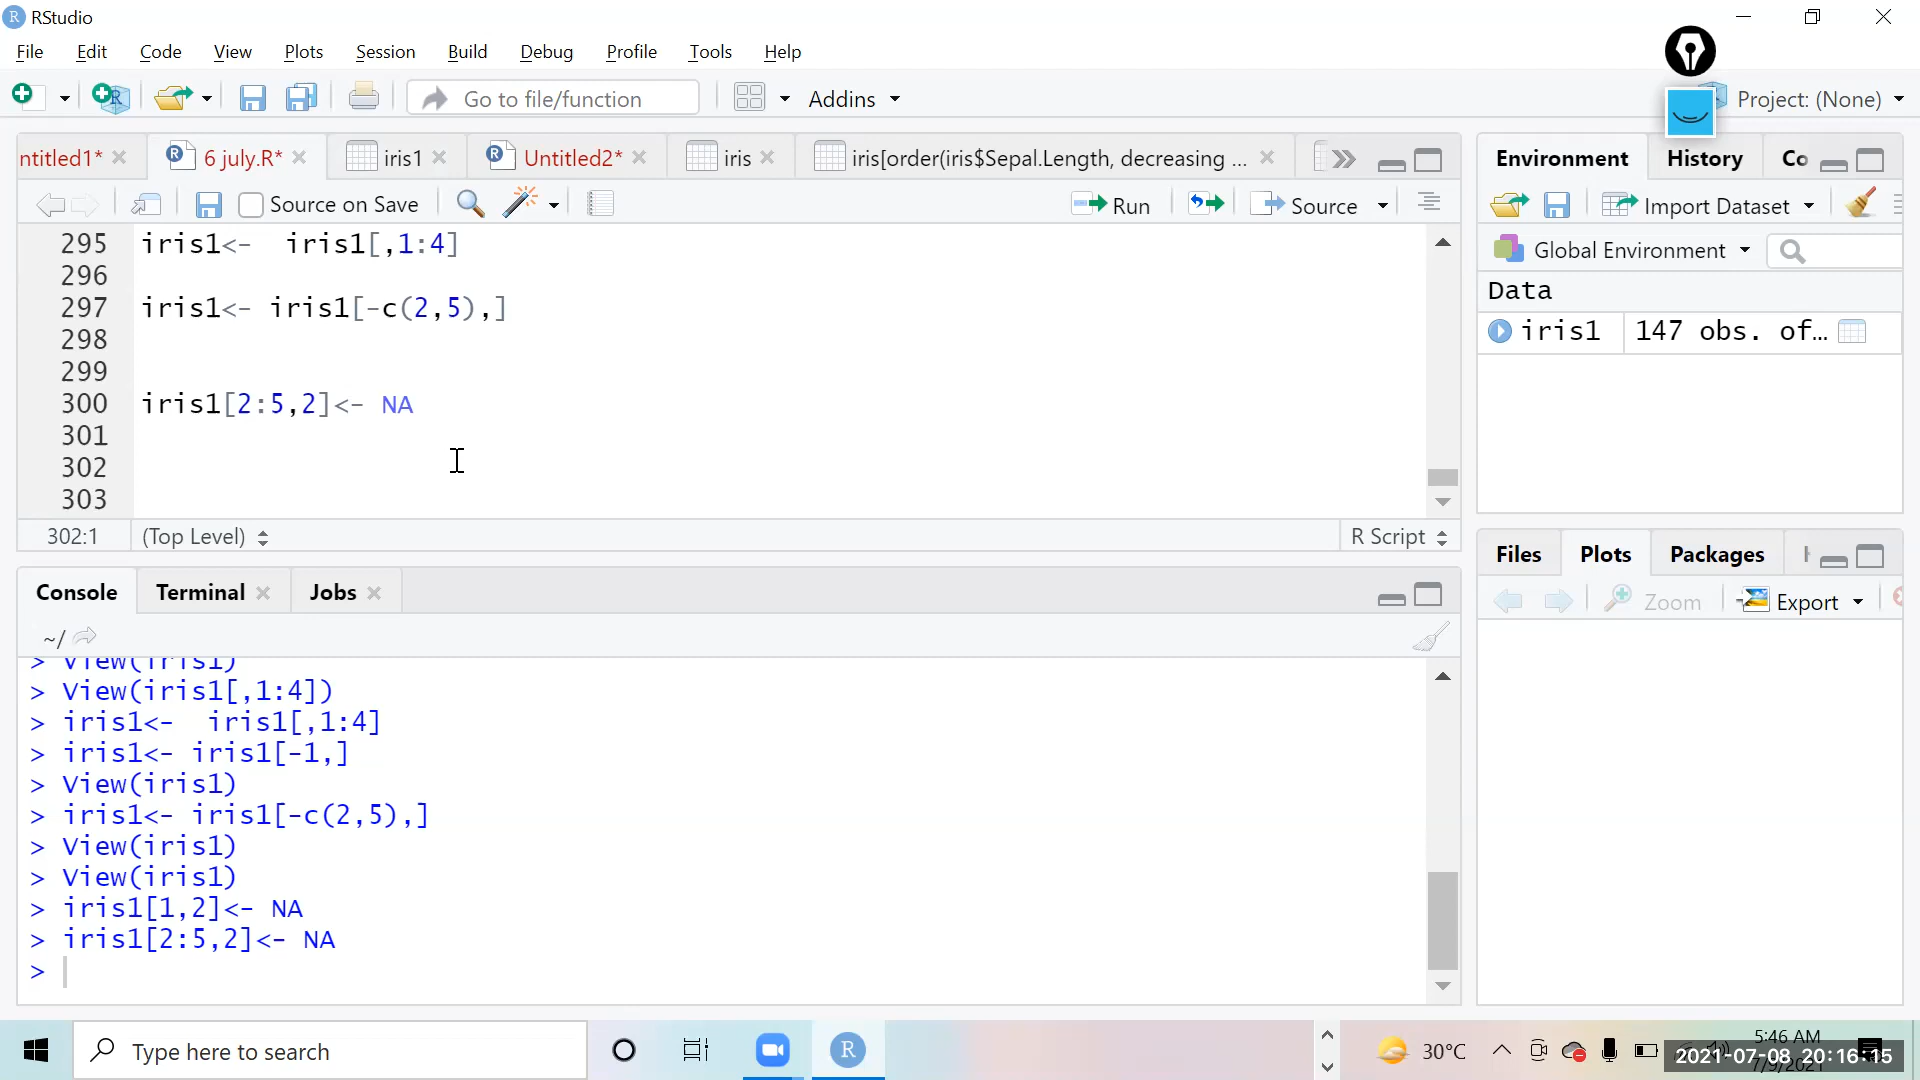 RStudio
File Edit Code View Plots Session Build Debug Profile Tools Help
Go to file/function Addins Project: (None)
ntitled1* 6 july.R* iris1 Untitled2* iris iris[order(iris$Sepal.Length, decreasing ...
Source on Save Run Source
295 iris1<-  iris1[,1:4]
296
297 iris1<- iris1[-c(2,5),]
298
299
300 iris1[2:5,2]<- NA
301
302
303
302:1 (Top Level) R Script
Console Terminal Jobs
~/
> View(iris1)
> View(iris1[,1:4])
> iris1<-  iris1[,1:4]
> iris1<- iris1[-1,]
> View(iris1)
> iris1<- iris1[-c(2,5),]
> View(iris1)
> View(iris1)
> iris1[1,2]<- NA
> iris1[2:5,2]<- NA
>
Environment History Co
Import Dataset
Global Environment
Data
iris1 147 obs. of…
Files Plots Packages
Zoom Export
Type here to search
30°C
5:46 AM
2021-07-08 20:16:15